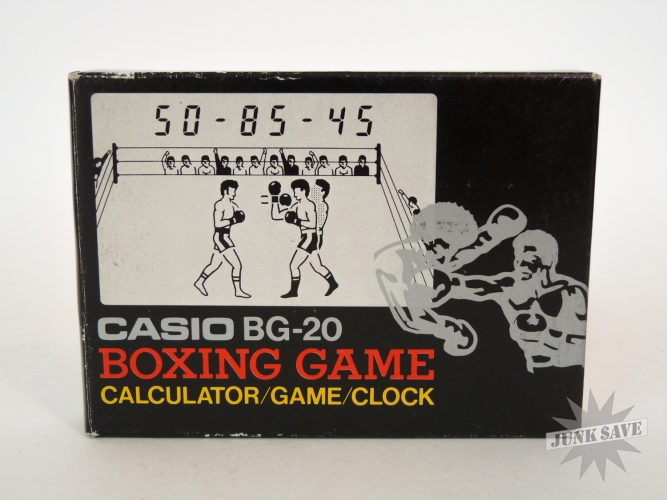 50-85-45
CASIO BG-20
BOXING GAME
CALCULATOR/GAME/CLOCK
JUNK SAVE